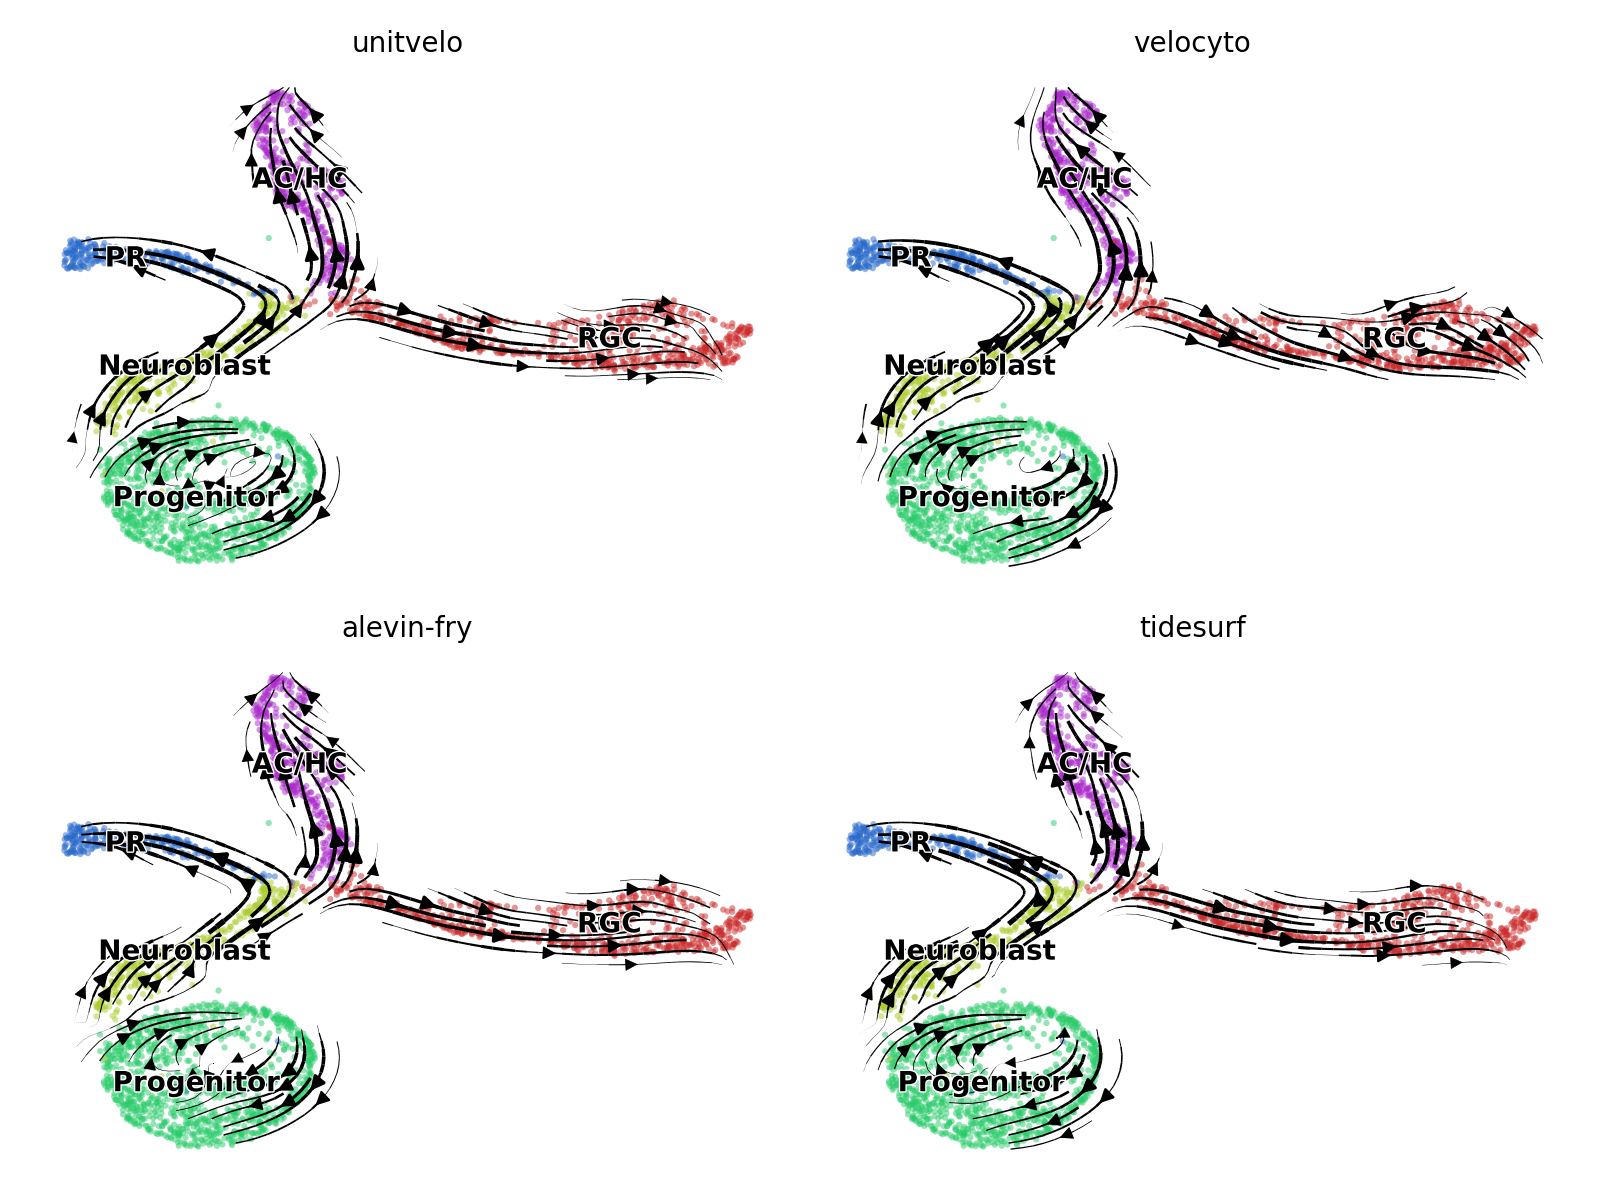 unitvelo
velocyto
AC/HC
AC/HC
PR
PR
RGC
RGC
Neuroblast
Neuroblast
Progenitor
Progenitor
alevin-fry
tidesurf
AC/HC
AC/HC
PR
PR
RGC
RGC
Neuroblast
Neuroblast
Progenitor
Progenitor